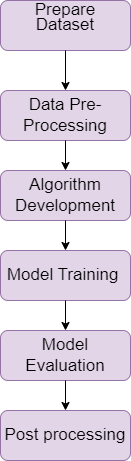 Prepare
Dataset
Data Pre-
Processing
Algorithm
Development
Model Training
Model
Evaluation
Post processing